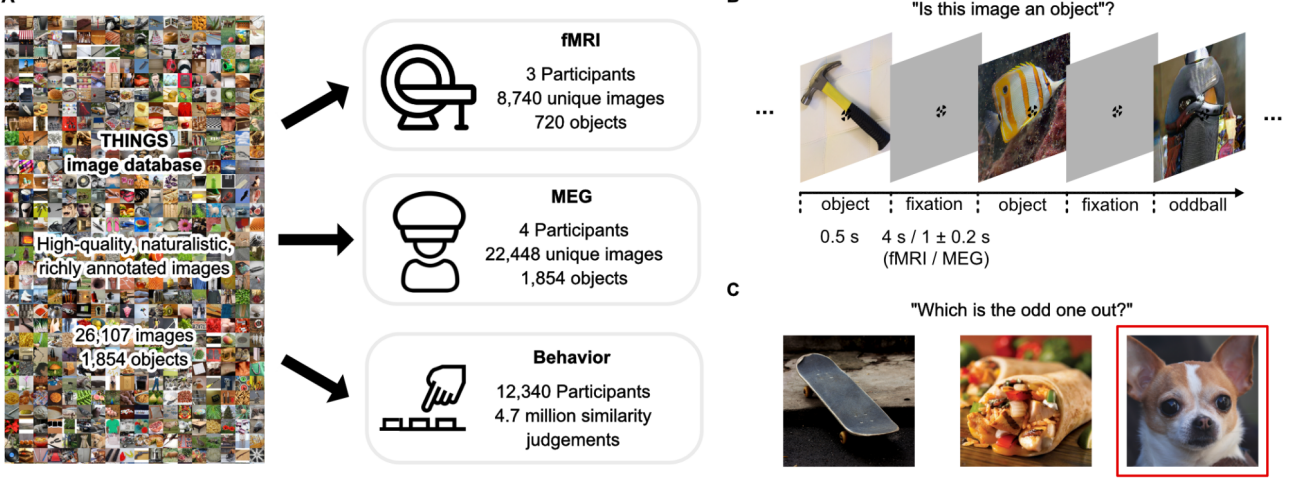 THINGS
image database
High-quality, naturalistic,
richly annotated images
26,107 images
1,854 objects
fMRI
3 Participants
8,740 unique images
720 objects
MEG
4 Participants
22,448 unique images
1,854 objects
Behavior
12,340 Participants
4.7 million similarity
judgements
"Is this image an object"?
...
...
object
fixation
object
fixation
oddball
0.5 s
4 s / 1 ± 0.2 s
(fMRI / MEG)
C
"Which is the odd one out?"